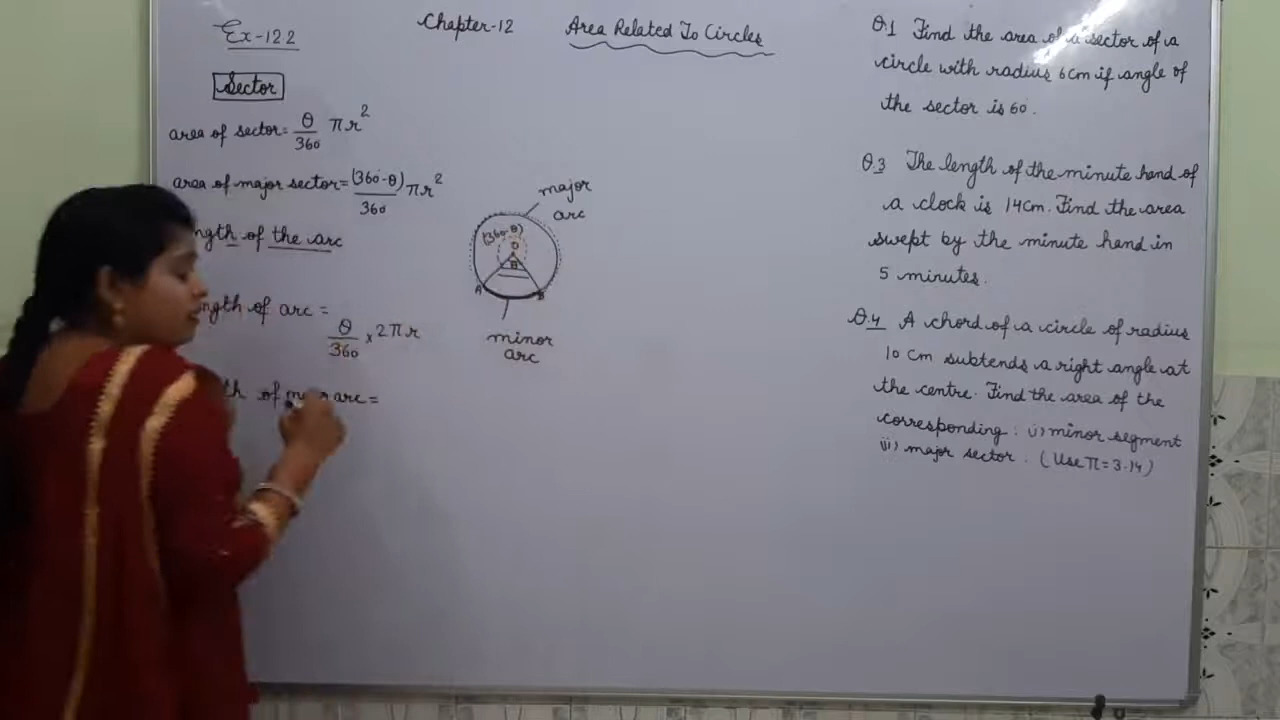 Ex-12.2
Chapter-12 Area Related To Circles
Sector
area of sector= θ/360 πr²
area of major sector= (360-θ)/360 πr²
ngth of the arc
ngth of arc =
θ/360 × 2πr
th of arc =
major
arc
(360-θ)
O
θ
A B
minor
arc
Q.1 Find the area of a sector of a
circle with radius 6cm if angle of
the sector is 60°.
Q.3 The length of the minute hand of
a clock is 14cm. Find the area
swept by the minute hand in
5 minutes.
Q.4 A chord of a circle of radius
10 cm subtends a right angle at
the centre. Find the area of the
corresponding : i) minor segment
ii) major sector. (Use π=3.14)